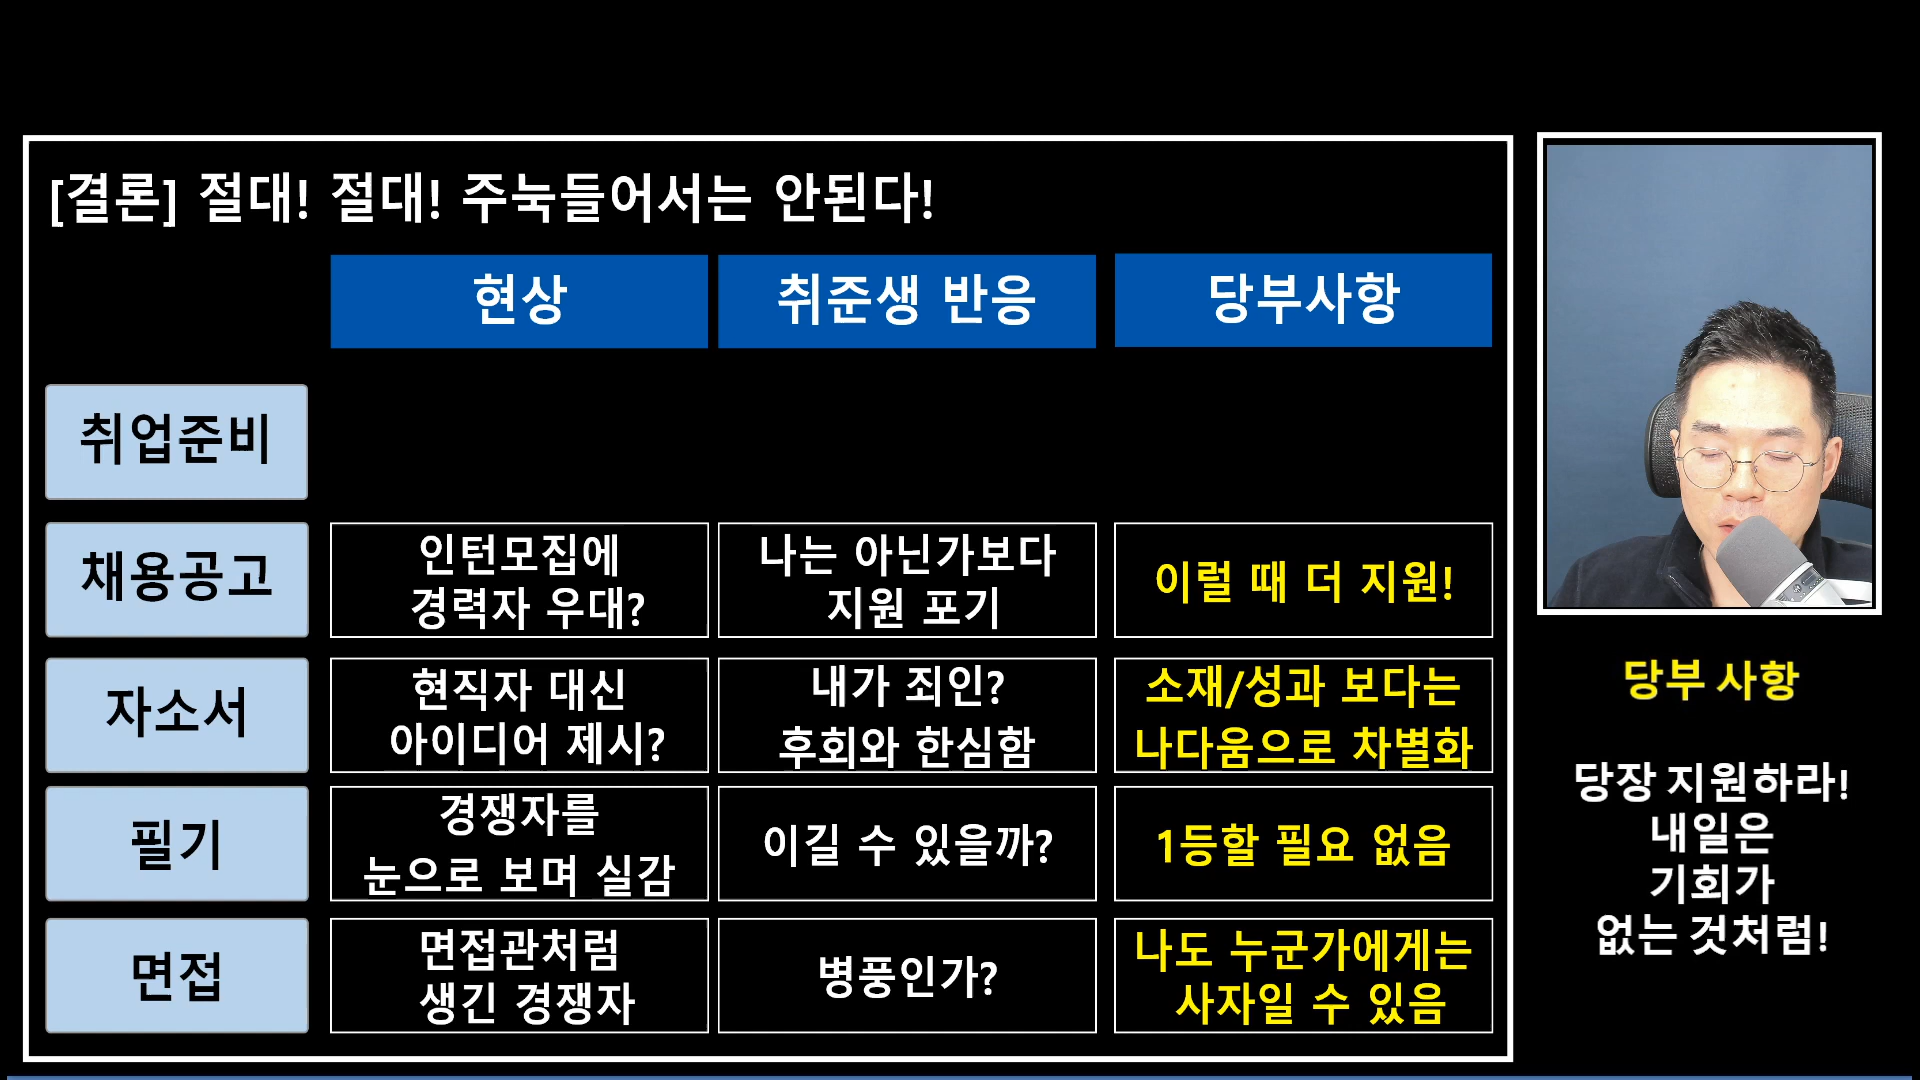 [결론] 절대! 절대! 주눅들어서는 안된다!
현상
취준생 반응
당부사항
취업준비
채용공고
인턴모집에
경력자 우대?
나는 아닌가보다
지원 포기
이럴 때 더 지원!
자소서
현직자 대신
아이디어 제시?
내가 죄인?
후회와 한심함
소재/성과 보다는
나다움으로 차별화
필기
경쟁자를
눈으로 보며 실감
이길 수 있을까?
1등할 필요 없음
면접
면접관처럼
생긴 경쟁자
병풍인가?
나도 누군가에게는
사자일 수 있음
당부 사항
당장 지원하라!
내일은
기회가
없는 것처럼!